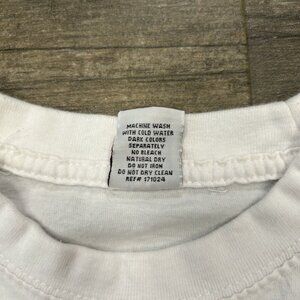 MACHINE WASH
WITH COLD WATER
DARK COLORS
SEPARATELY
NO BLEACH
NATURAL DRY
DO NOT IRON
DO NOT DRY CLEAN
REF# 171024